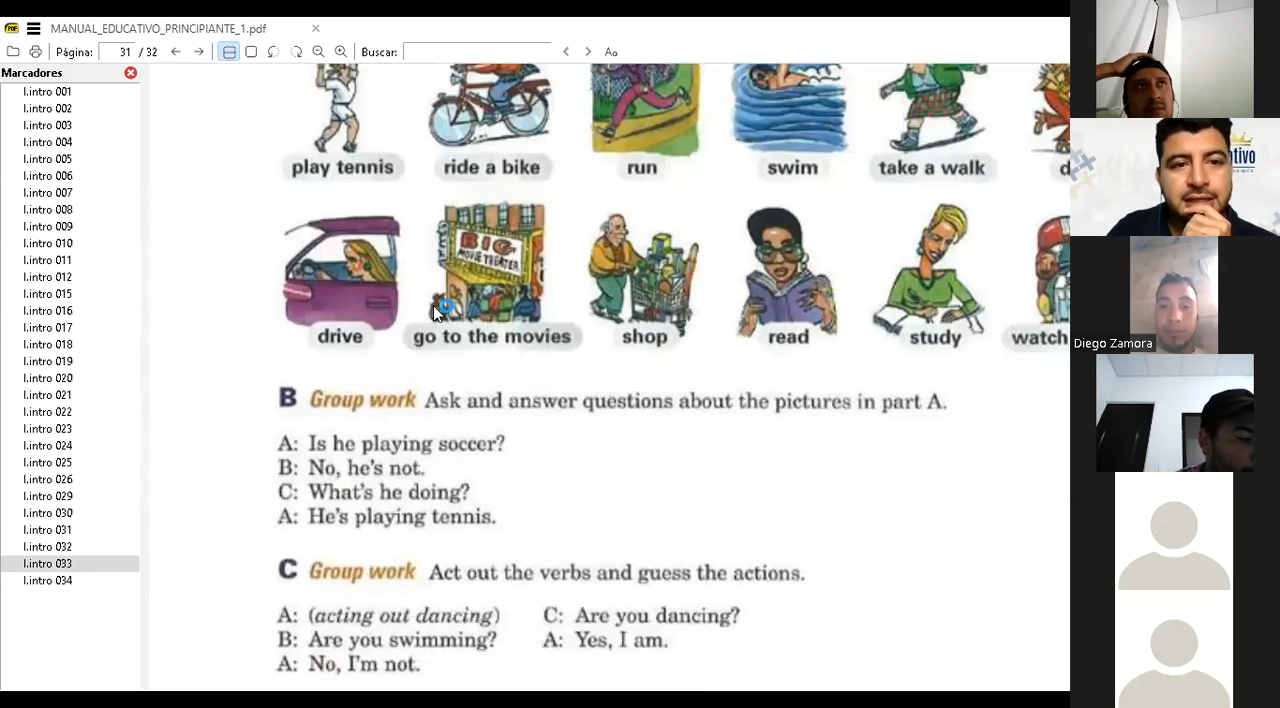 MANUAL_EDUCATIVO_PRINCIPIANTE_1.pdf
Página: 31 / 32
Buscar:
Aa
Marcadores
I.intro 001
I.intro 002
I.intro 003
I.intro 004
I.intro 005
I.intro 006
I.intro 007
I.intro 008
I.intro 009
I.intro 010
I.intro 011
I.intro 012
I.intro 015
I.intro 016
I.intro 017
I.intro 018
I.intro 019
I.intro 020
I.intro 021
I.intro 022
I.intro 023
I.intro 024
I.intro 025
I.intro 026
I.intro 029
I.intro 030
I.intro 031
I.intro 032
I.intro 033
I.intro 034
play tennis ride a bike run swim take a walk d
BIG
MOVIE THEATER
drive go to the movies shop read study watch
B Group work Ask and answer questions about the pictures in part A.
A: Is he playing soccer?
B: No, he's not.
C: What's he doing?
A: He's playing tennis.
C Group work Act out the verbs and guess the actions.
A: (acting out dancing) C: Are you dancing?
B: Are you swimming? A: Yes, I am.
A: No, I'm not.
ativo
Diego Zamora